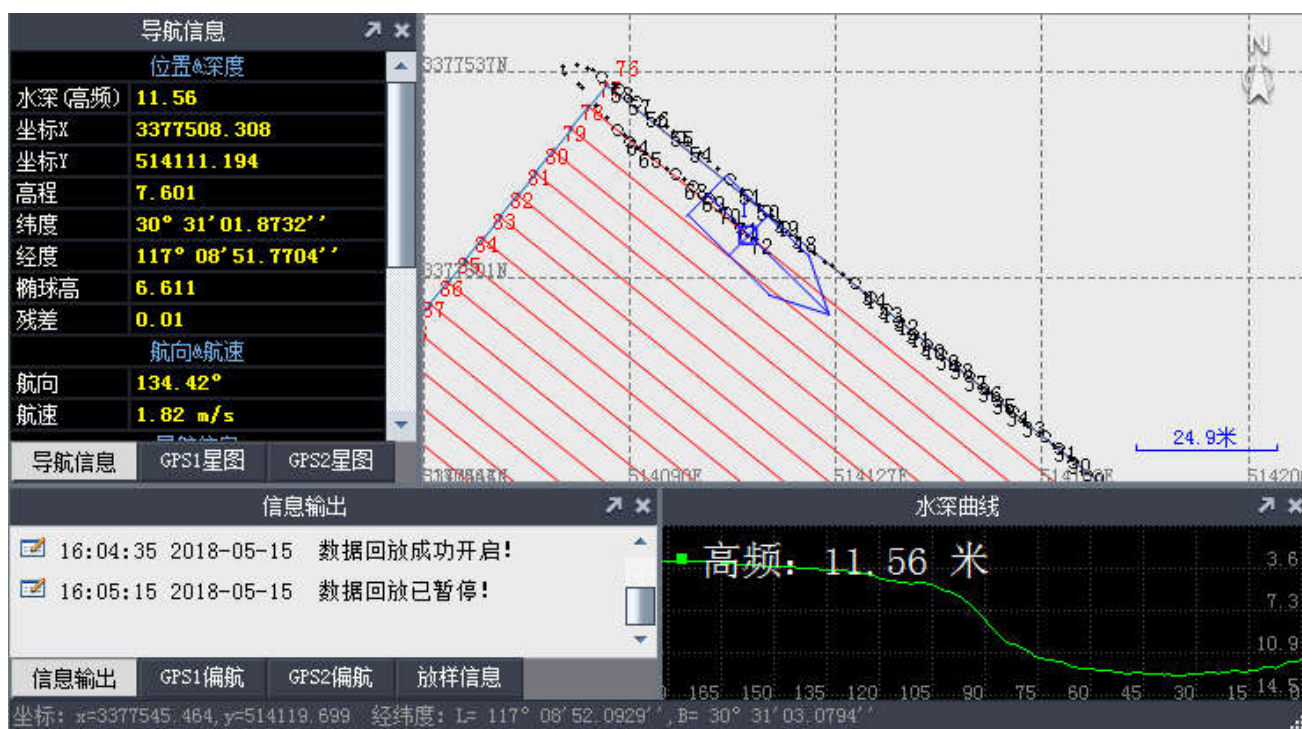 导航信息
位置&深度
水深(高频) 11.56
坐标X 3377508.308
坐标Y 514111.194
高程 7.601
纬度 30° 31′01.8732′′
经度 117° 08′51.7704′′
椭球高 6.611
残差 0.01
航向&航速
航向 134.42°
航速 1.82 m/s
导航信息 GPS1星图 GPS2星图
3377537N
76
78
79
80
81
82
83
84
85
86
87
N
56
54
64
65
51
50
49
48
24.9米
514090E 514127E
信息输出
16:04:35 2018-05-15 数据回放成功开启!
16:05:15 2018-05-15 数据回放已暂停!
信息输出 GPS1偏航 GPS2偏航 放样信息
水深曲线
高频: 11.56 米
3.6
7.3
10.9
14.5
165 150 135 120 105 90 75 60 45 30 15
坐标: x=3377545.464,y=514119.699 经纬度: L= 117° 08′52.0929′′,B= 30° 31′03.0794′′